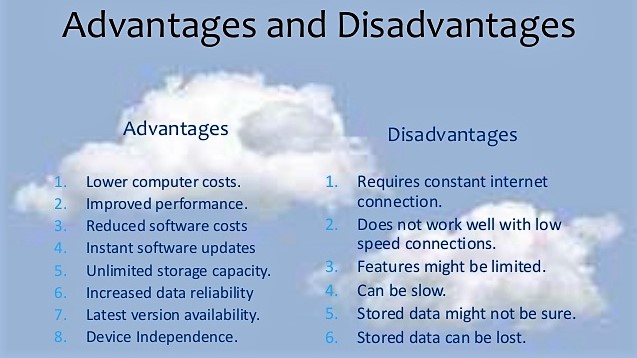 Advantages and Disadvantages
Advantages
1. Lower computer costs.
2. Improved performance.
3. Reduced software costs
4. Instant software updates
5. Unlimited storage capacity.
6. Increased data reliability
7. Latest version availability.
8. Device Independence.
Disadvantages
1. Requires constant internet
connection.
2. Does not work well with low
speed connections.
3. Features might be limited.
4. Can be slow.
5. Stored data might not be sure.
6. Stored data can be lost.